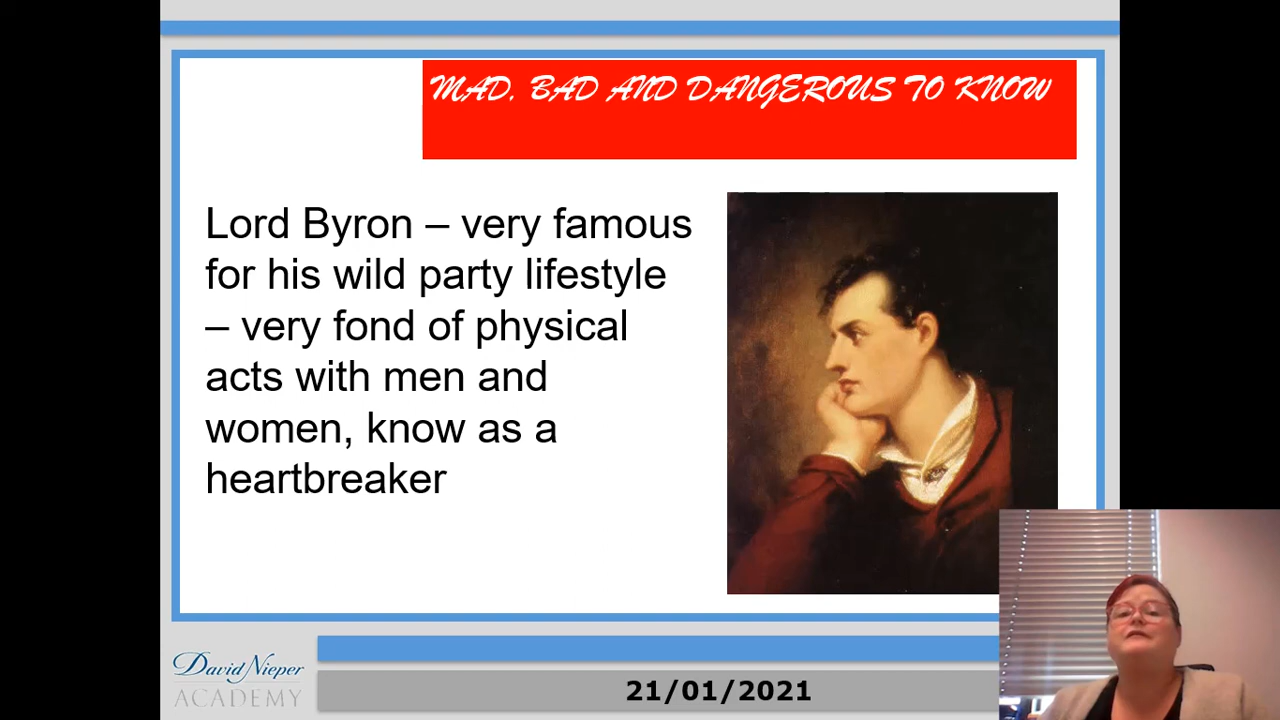 MAD, BAD AND DANGEROUS TO KNOW
Lord Byron – very famous
for his wild party lifestyle
– very fond of physical
acts with men and
women, know as a
heartbreaker
David Nieper
ACADEMY
21/01/2021